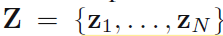 Z = {z₁, . . . , z_N}